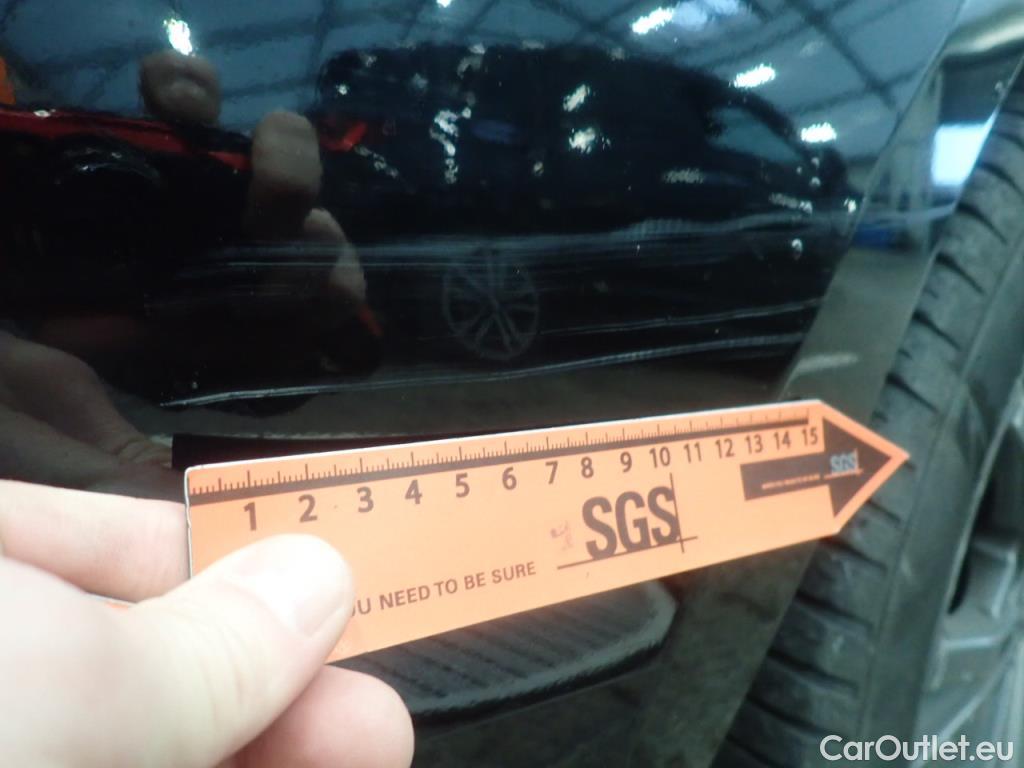 1 2 3 4 5 6 7 8 9 10 11 12 13 14 15
SGS
SGS
OU NEED TO BE SURE
CarOutlet.eu